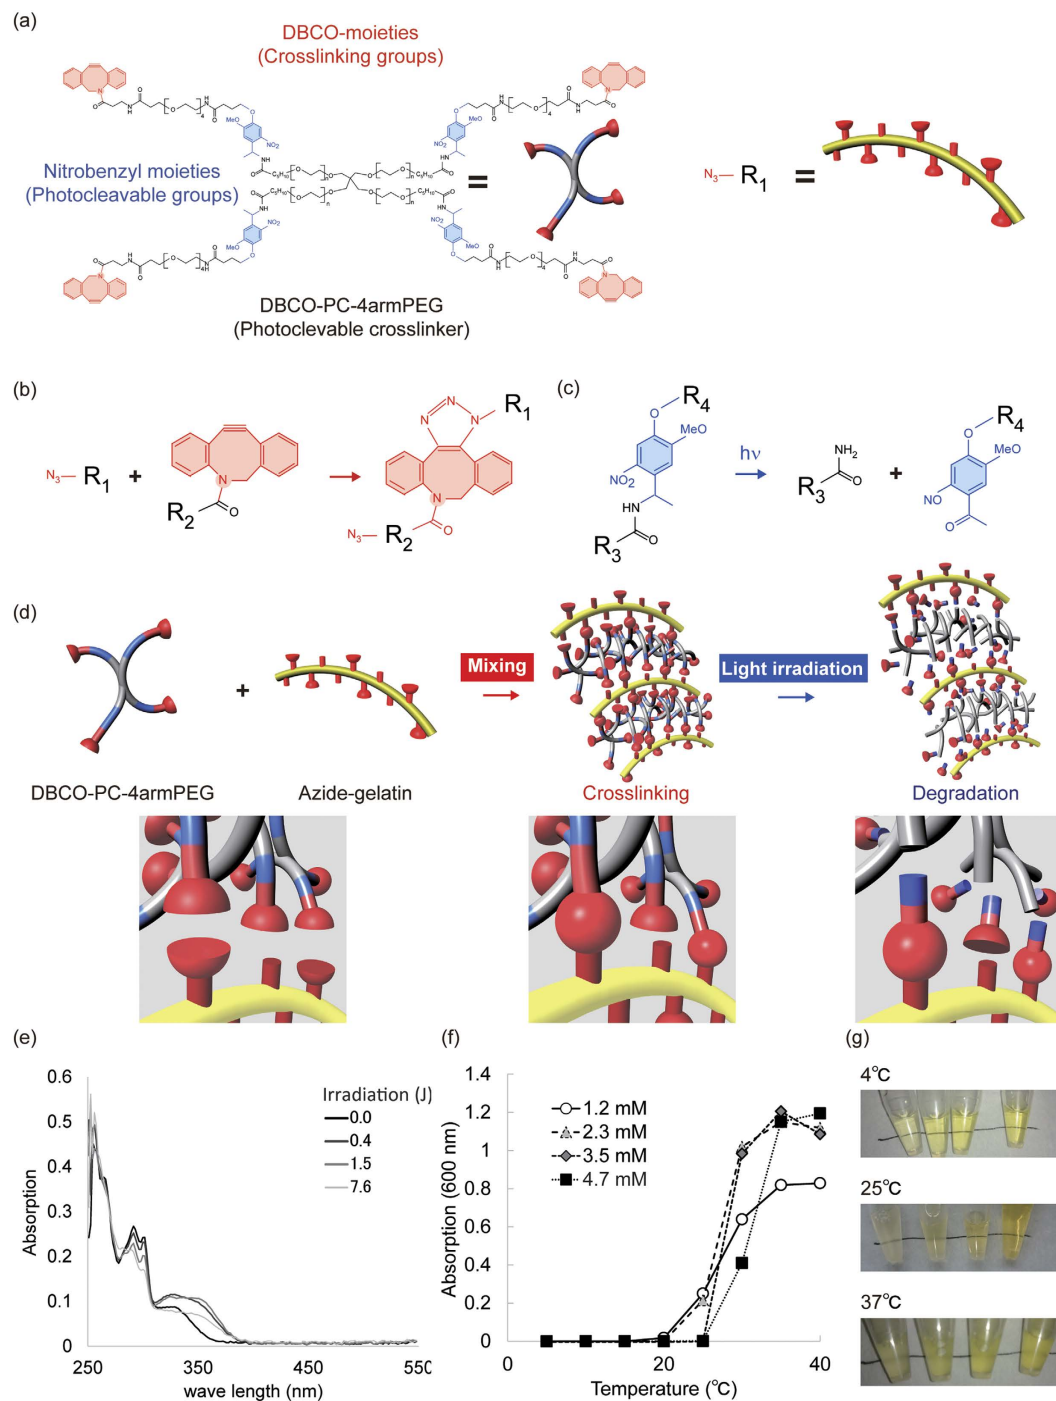 (a)
DBCO-moieties
(Crosslinking groups)
Nitrobenzyl moieties
(Photocleavable groups)
DBCO-PC-4armPEG
(Photoclevable crosslinker)
=
N₃—R₁ =
(b)
N₃—R₁ + R₂ N O
N N N R₁
N O
N₃—R₂
(c)
R₄
O
MeO
NO₂
HN
R₃ O
hν
NH₂
R₃ O
+
R₄
O
MeO
NO
O
(d)
+
Mixing
Light irradiation
DBCO-PC-4armPEG
Azide-gelatin
Crosslinking
Degradation
(e)
Absorption
0.6
0.5
0.4
0.3
0.2
0.1
0
250
350
450
550
wave length (nm)
Irradiation (J)
0.0
0.4
1.5
7.6
(f)
Absorption (600 nm)
1.4
1.2
1
0.8
0.6
0.4
0.2
0
0
20
40
Temperature (℃)
1.2 mM
2.3 mM
3.5 mM
4.7 mM
(g)
4℃
25℃
37℃